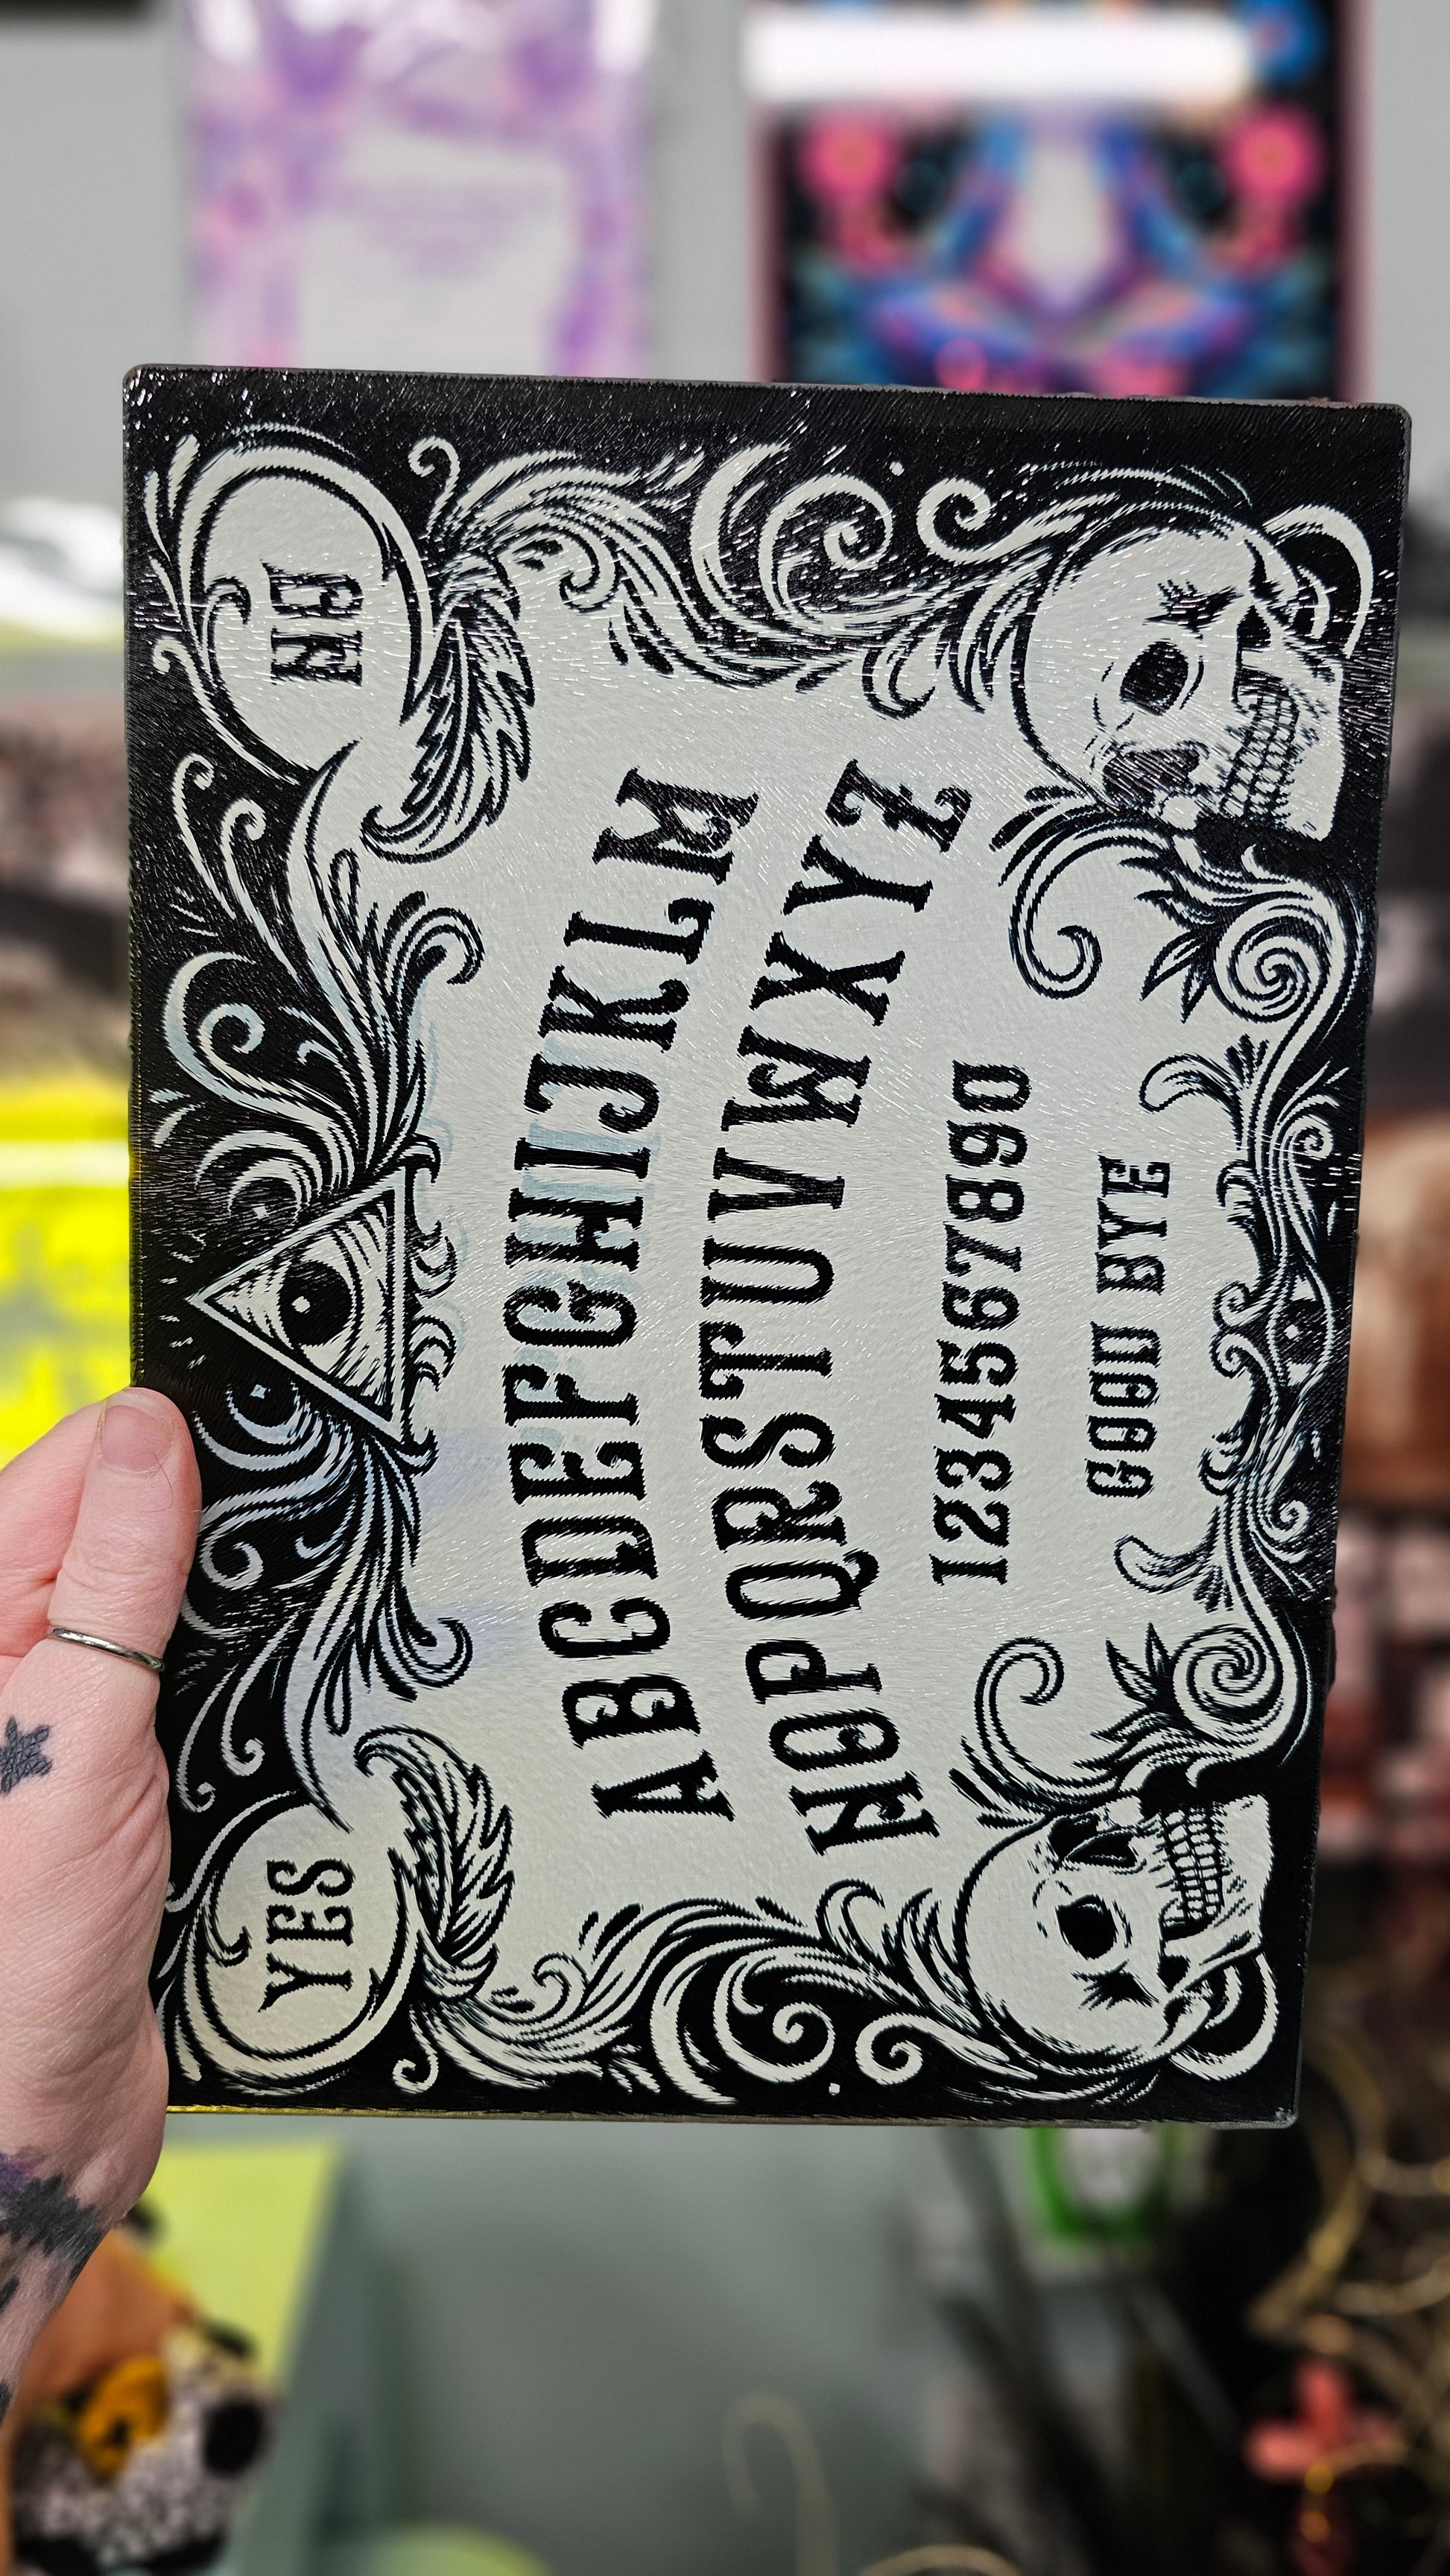 YES NO
ABCDEFGHIJKLM
NOPQRSTUVWXYZ
1234567890
GOOD BYE